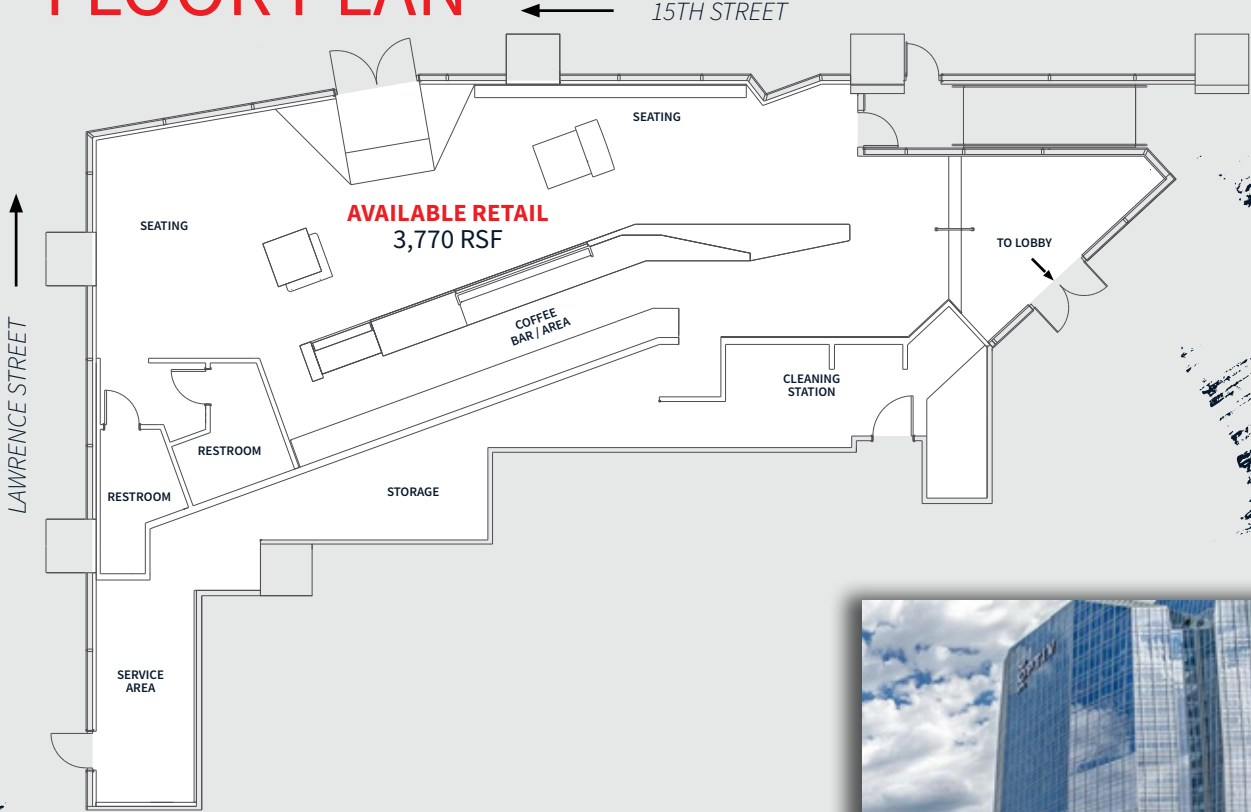 FLOOR PLAN
15TH STREET
SEATING
SEATING
AVAILABLE RETAIL
3,770 RSF
TO LOBBY
LAWRENCE STREET
COFFEE
BAR / AREA
CLEANING
STATION
RESTROOM
RESTROOM
STORAGE
SERVICE
AREA